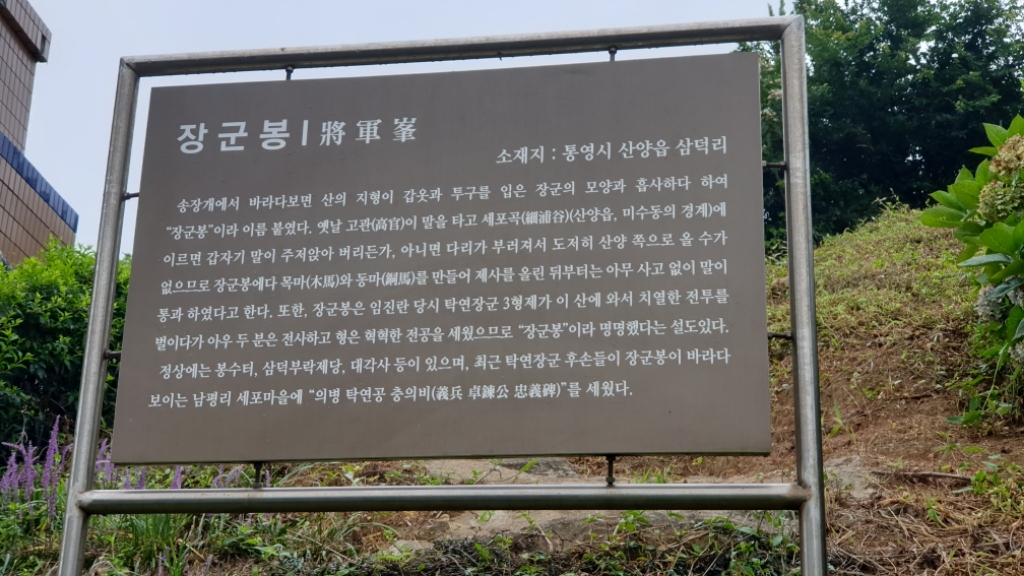 장군봉 | 將軍峯
소재지 : 통영시 산양읍 삼덕리
송장개에서 바라다보면 산의 지형이 갑옷과 투구를 입은 장군의 모양과 흡사하다 하여
"장군봉"이라 이름 붙였다. 옛날 고관(高官)이 말을 타고 세포곡(細浦谷)(산양읍, 미수동의 경계)에
이르면 갑자기 말이 주저앉아 버리든가, 아니면 다리가 부러져서 도저히 산양 쪽으로 올 수가
없으므로 장군봉에다 목마(木馬)와 동마(銅馬)를 만들어 제사를 올린 뒤부터는 아무 사고 없이 말이
통과 하였다고 한다. 또한, 장군봉은 임진란 당시 탁연장군 3형제가 이 산에 와서 치열한 전투를
벌이다가 아우 두 분은 전사하고 형은 혁혁한 전공을 세웠으므로 "장군봉"이라 명명했다는 설도있다.
정상에는 봉수터, 삼덕부락제당, 대각사 등이 있으며, 최근 탁연장군 후손들이 장군봉이 바라다
보이는 남평리 세포마을에 "의병 탁연공 충의비(義兵 卓鍊公 忠義碑)"를 세웠다.